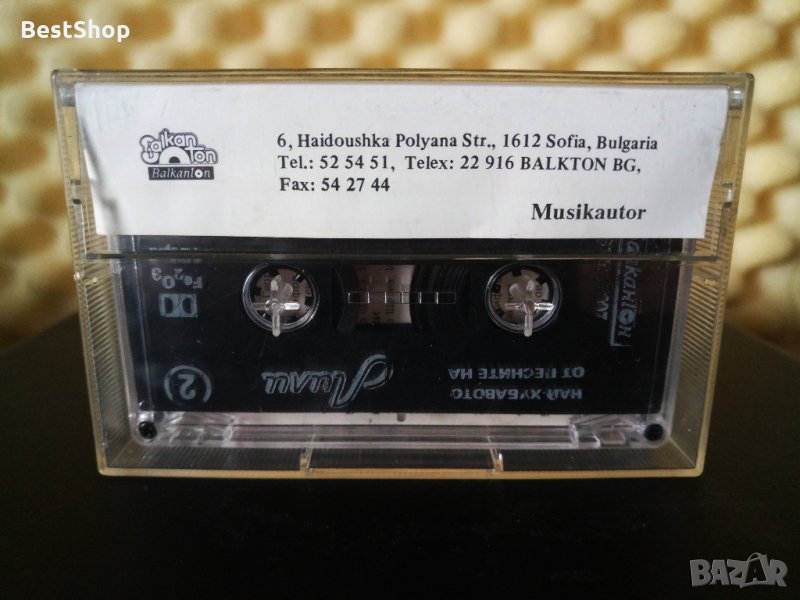 BestShop
Balkan
Ton
Balkanton
6, Haidoushka Polyana Str., 1612 Sofia, Bulgaria
Tel.: 52 54 51, Telex: 22 916 BALKTON BG,
Fax: 54 27 44
Musikautor
Balkanton
Fe2O3
2
Лили
НАЙ-ХУБАВОТО
ОТ ПЕСНИТЕ НА
BAZAR